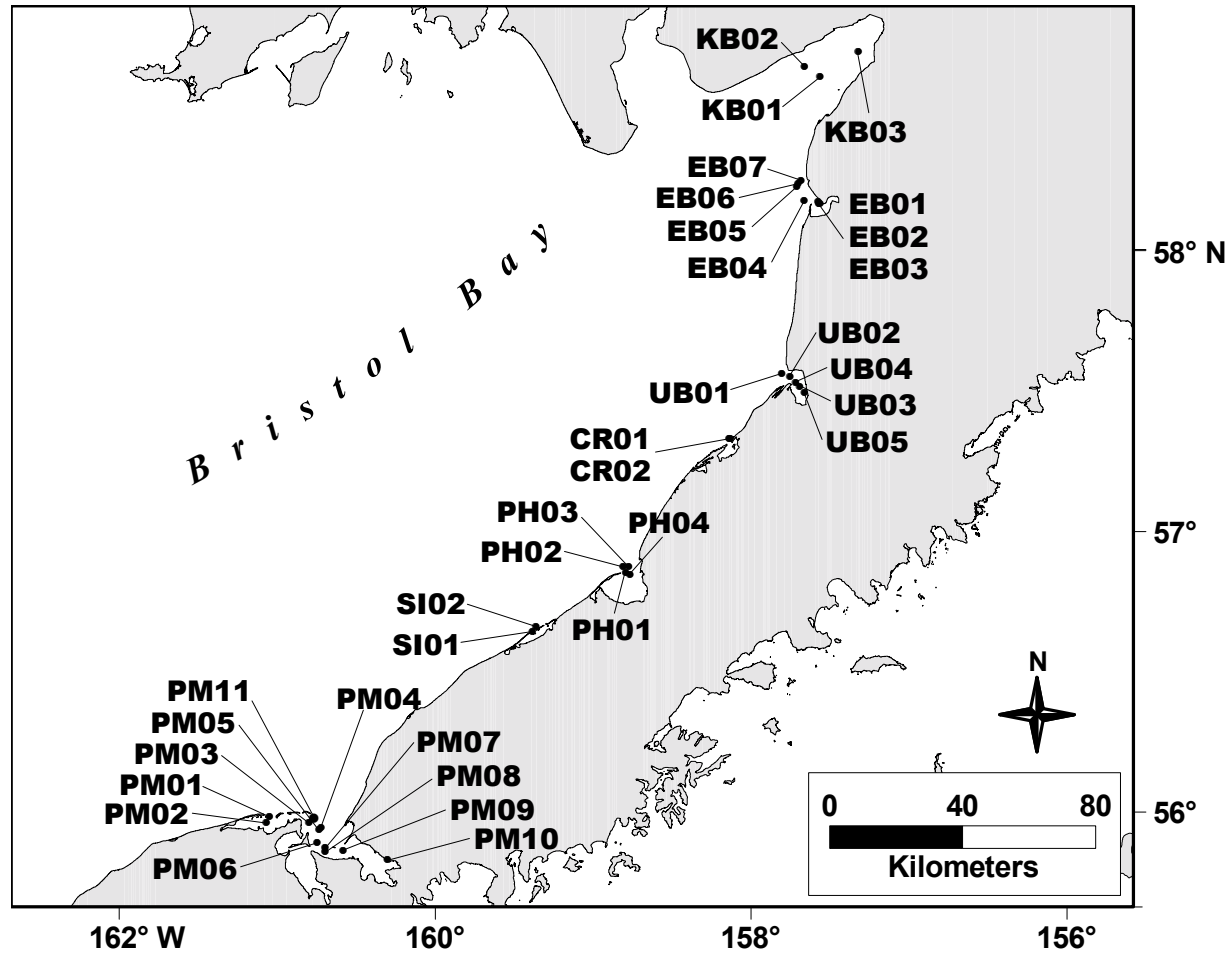 KB02
KB01
KB03
EB07
EB06
EB05
EB04
EB01
EB02
EB03
58° N
Bristol Bay
UB02
UB04
UB01
UB03
UB05
CR01
CR02
PH03
PH04
57°
PH02
PH01
SI02
SI01
N
PM11
PM04
PM05
PM03
PM07
PM01
PM08
PM02
PM09
PM10
PM06
56°
0 40 80
Kilometers
162° W 160° 158° 156°